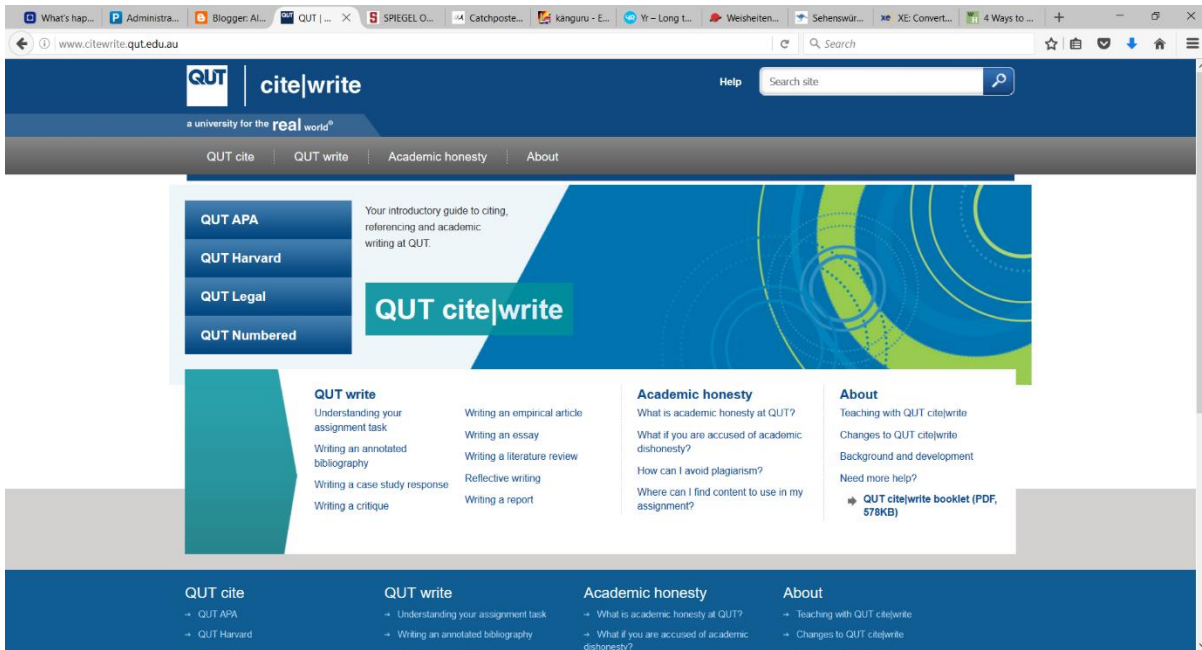 What's hap...
Administra...
Blogger: Al...
QUT | ...
SPIEGEL O...
Catchposte...
känguru - E...
Yr – Long t...
Weisheiten...
Sehenswür...
XE: Convert...
4 Ways to ...
www.citewrite.qut.edu.au
Search
QUT
cite|write
Help
Search site
a university for the real world®
QUT cite
QUT write
Academic honesty
About
QUT APA
QUT Harvard
QUT Legal
QUT Numbered
Your introductory guide to citing,
referencing and academic
writing at QUT.
QUT cite|write
QUT write
Understanding your
assignment task
Writing an annotated
bibliography
Writing a case study response
Writing a critique
Writing an empirical article
Writing an essay
Writing a literature review
Reflective writing
Writing a report
Academic honesty
What is academic honesty at QUT?
What if you are accused of academic
dishonesty?
How can I avoid plagiarism?
Where can I find content to use in my
assignment?
About
Teaching with QUT cite|write
Changes to QUT cite|write
Background and development
Need more help?
QUT cite|write booklet (PDF,
578KB)
QUT cite
QUT APA
QUT Harvard
QUT write
Understanding your assignment task
Writing an annotated bibliography
Academic honesty
What is academic honesty at QUT?
What if you are accused of academic
dishonesty?
About
Teaching with QUT cite|write
Changes to QUT cite|write